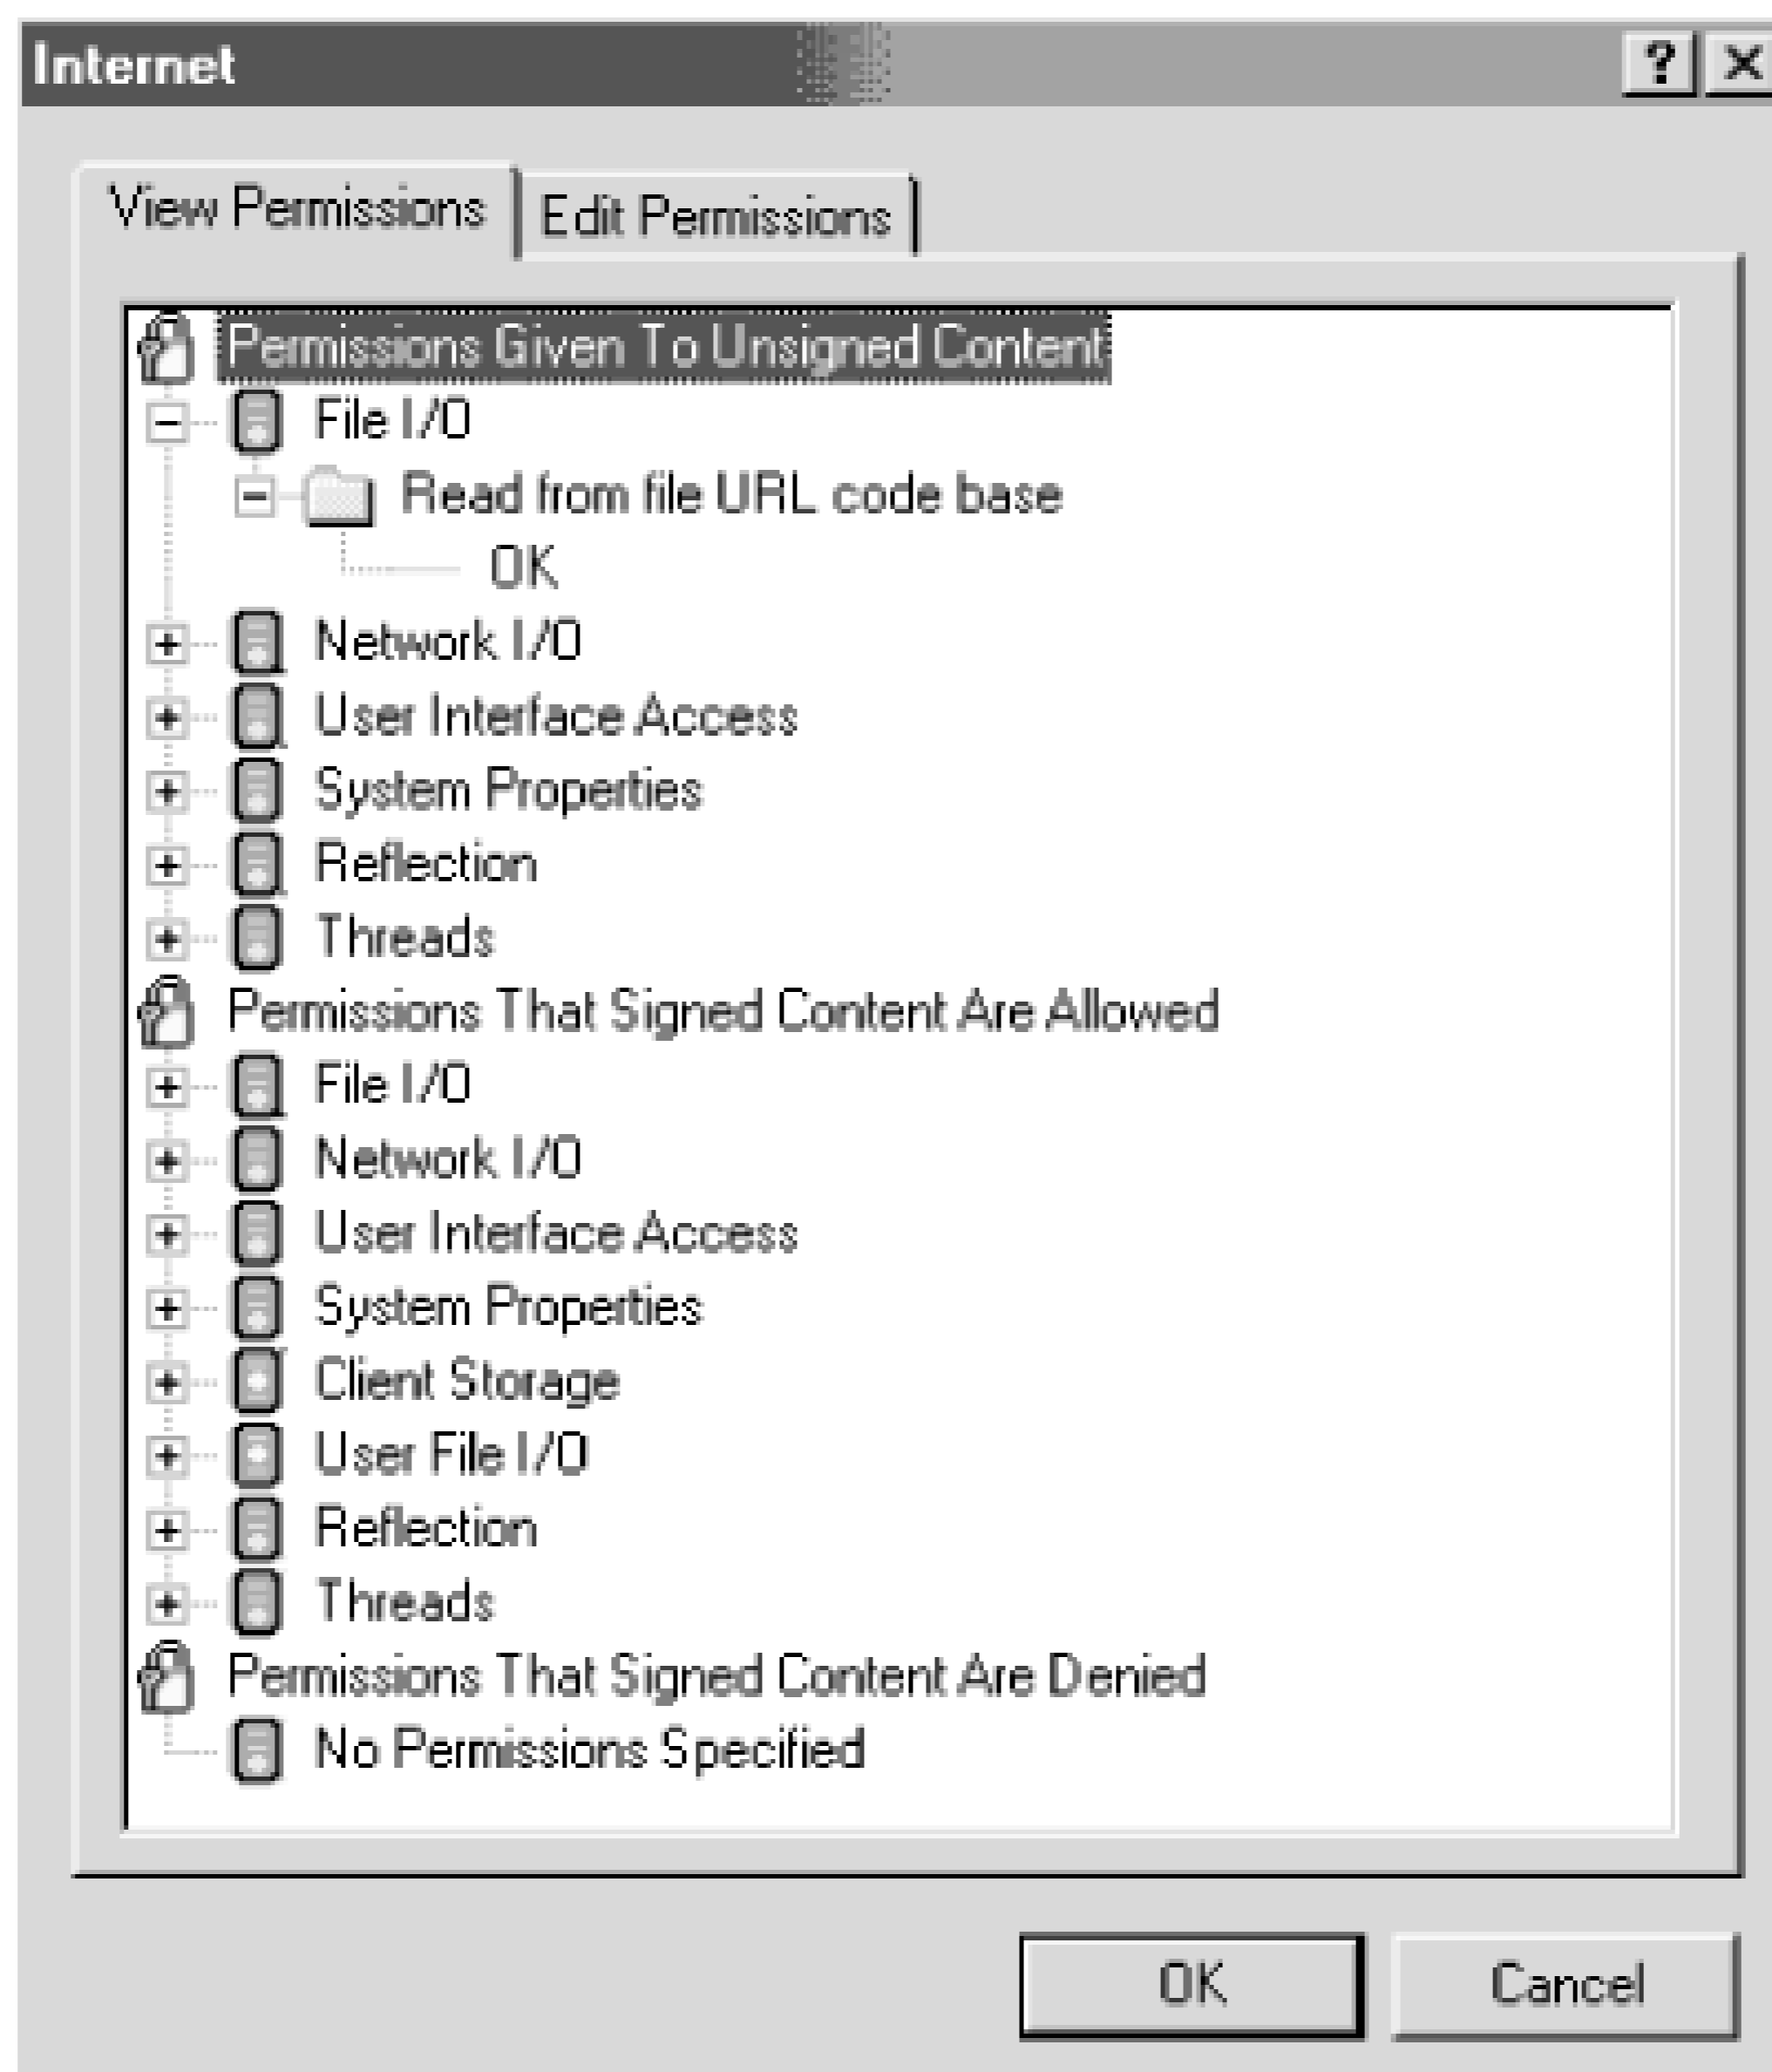 Internet
? X
View Permissions Edit Permissions
Permissions Given To Unsigned Content
File I/O
Read from file URL code base
OK
Network I/O
User Interface Access
System Properties
Reflection
Threads
Permissions That Signed Content Are Allowed
File I/O
Network I/O
User Interface Access
System Properties
Client Storage
User File I/O
Reflection
Threads
Permissions That Signed Content Are Denied
No Permissions Specified
OK Cancel